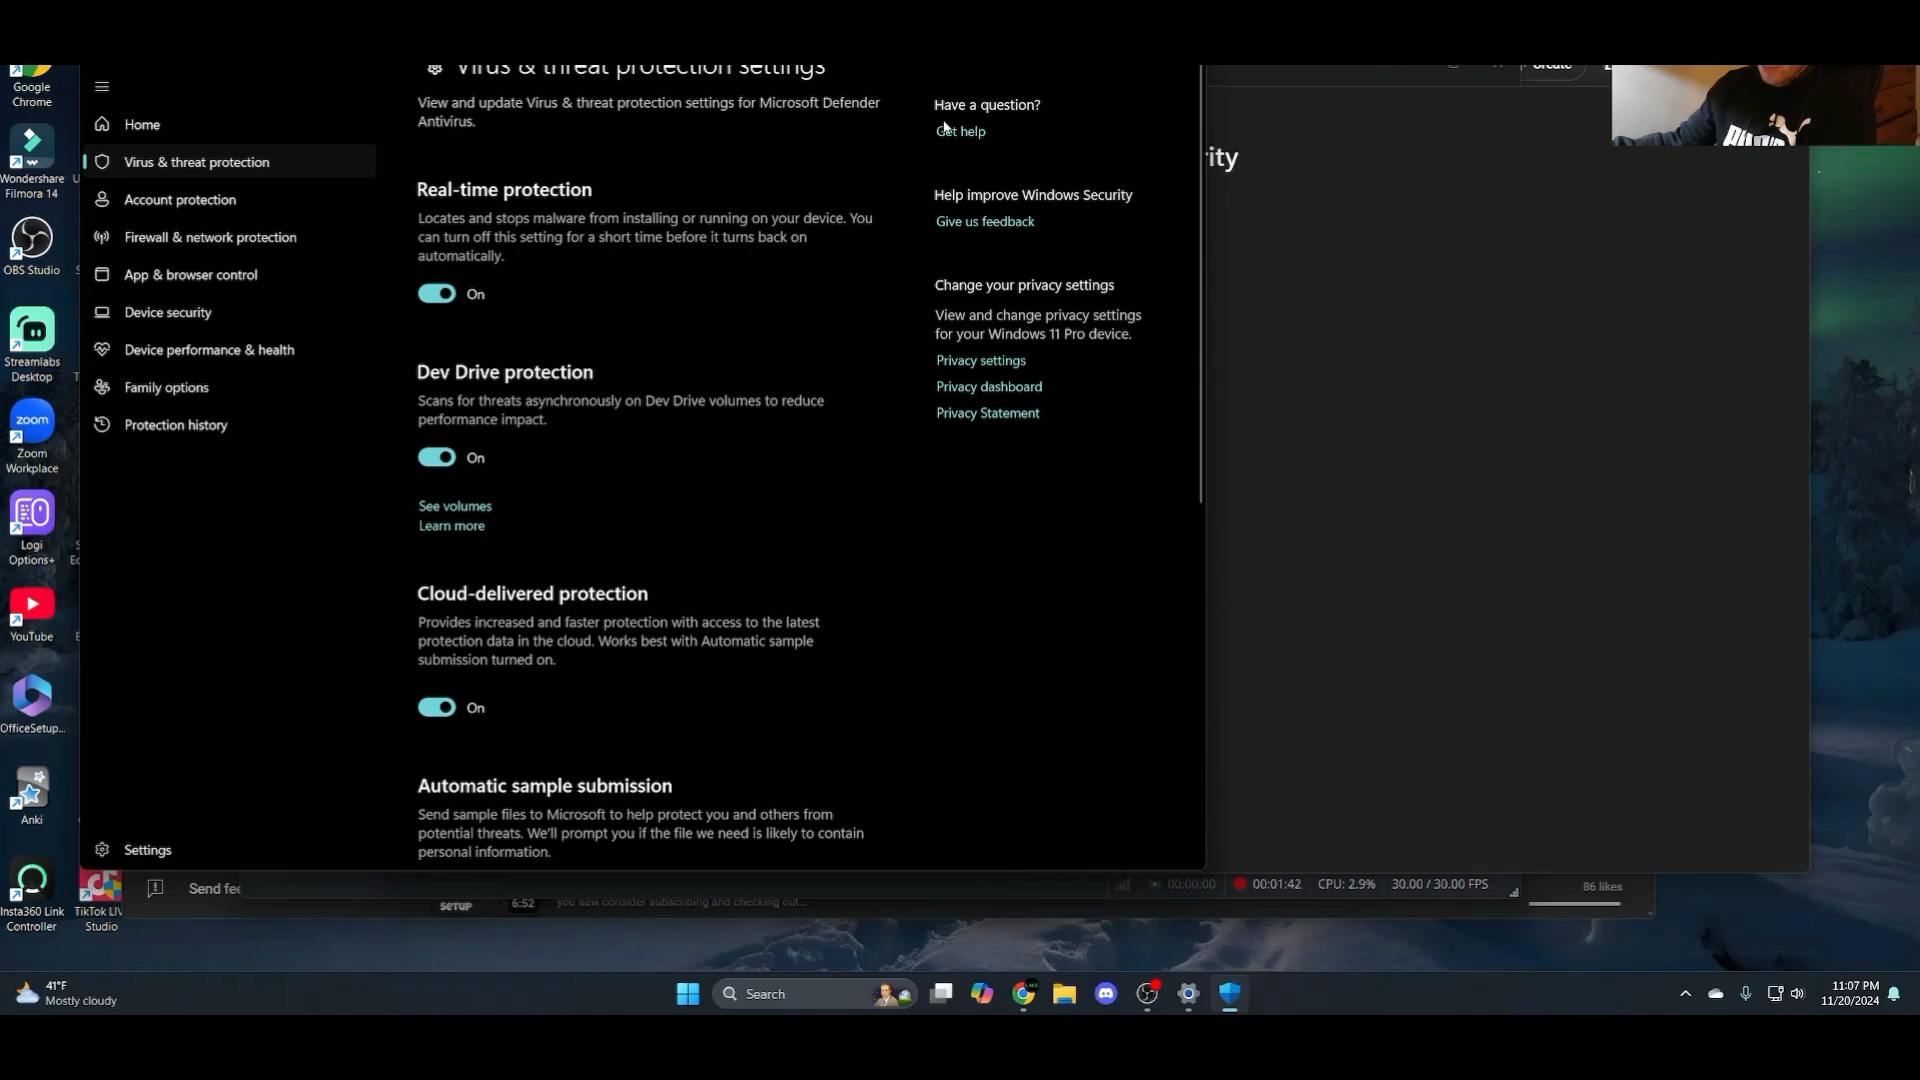 Google
Chrome
Wondershare
Filmora 14
OBS Studio
Streamlabs
Desktop
zoom
Zoom
Workplace
Logi
Options+
YouTube
OfficeSetup...
Anki
Insta360 Link
Controller
TikTok LIV
Studio
Home
Virus & threat protection
Account protection
Firewall & network protection
App & browser control
Device security
Device performance & health
Family options
Protection history
Settings
Virus & threat protection settings
View and update Virus & threat protection settings for Microsoft Defender
Antivirus.
Real-time protection
Locates and stops malware from installing or running on your device. You
can turn off this setting for a short time before it turns back on
automatically.
On
Dev Drive protection
Scans for threats asynchronously on Dev Drive volumes to reduce
performance impact.
On
See volumes
Learn more
Cloud-delivered protection
Provides increased and faster protection with access to the latest
protection data in the cloud. Works best with Automatic sample
submission turned on.
On
Automatic sample submission
Send sample files to Microsoft to help protect you and others from
potential threats. We'll prompt you if the file we need is likely to contain
personal information.
Have a question?
Get help
Help improve Windows Security
Give us feedback
Change your privacy settings
View and change privacy settings
for your Windows 11 Pro device.
Privacy settings
Privacy dashboard
Privacy Statement
Create
ity
Send fee
00:00:00
00:01:42
CPU: 2.9%
30.00 / 30.00 FPS
86 likes
SETUP
6:52
you saw consider subscribing and checking out...
41°F
Mostly cloudy
Search
11:07 PM
11/20/2024